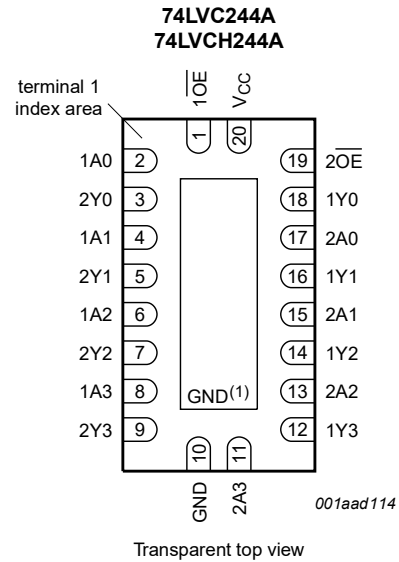 74LVC244A
74LVCH244A
terminal 1
index area
1OE
VCC
1
20
1A0 2 19 2OE
2Y0 3 18 1Y0
1A1 4 17 2A0
2Y1 5 16 1Y1
1A2 6 15 2A1
2Y2 7 14 1Y2
1A3 8 GND(1) 13 2A2
2Y3 9 12 1Y3
10
11
GND
2A3
001aad114
Transparent top view